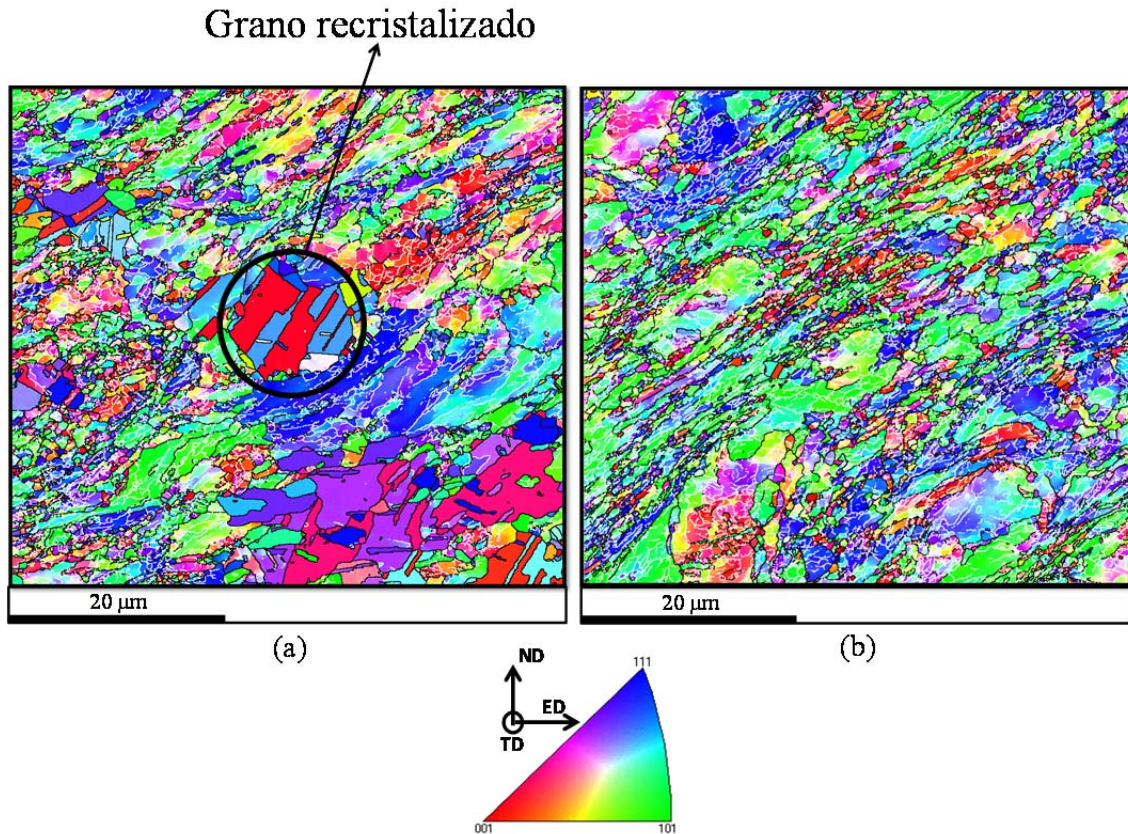 Grano recristalizado
20 μm
20 μm
(a)
(b)
ND
ED
TD
111
001
101